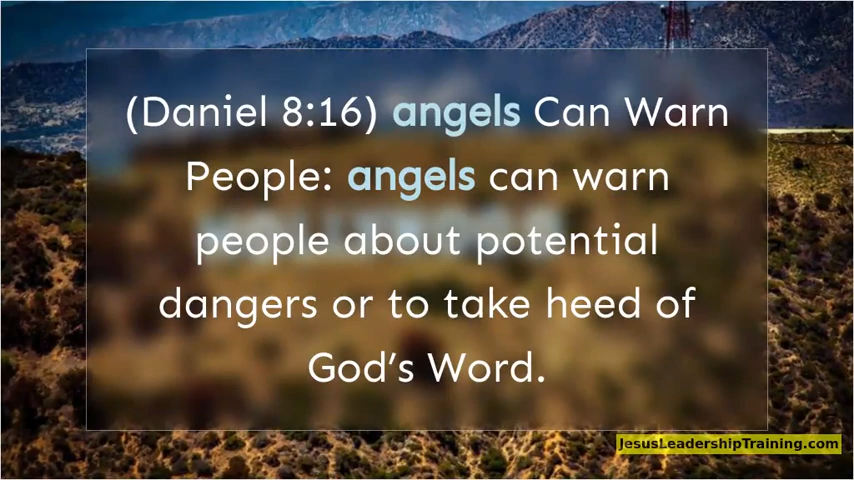 (Daniel 8:16) angels Can Warn
People: angels can warn
people about potential
dangers or to take heed of
God's Word.
JesusLeadershipTraining.com